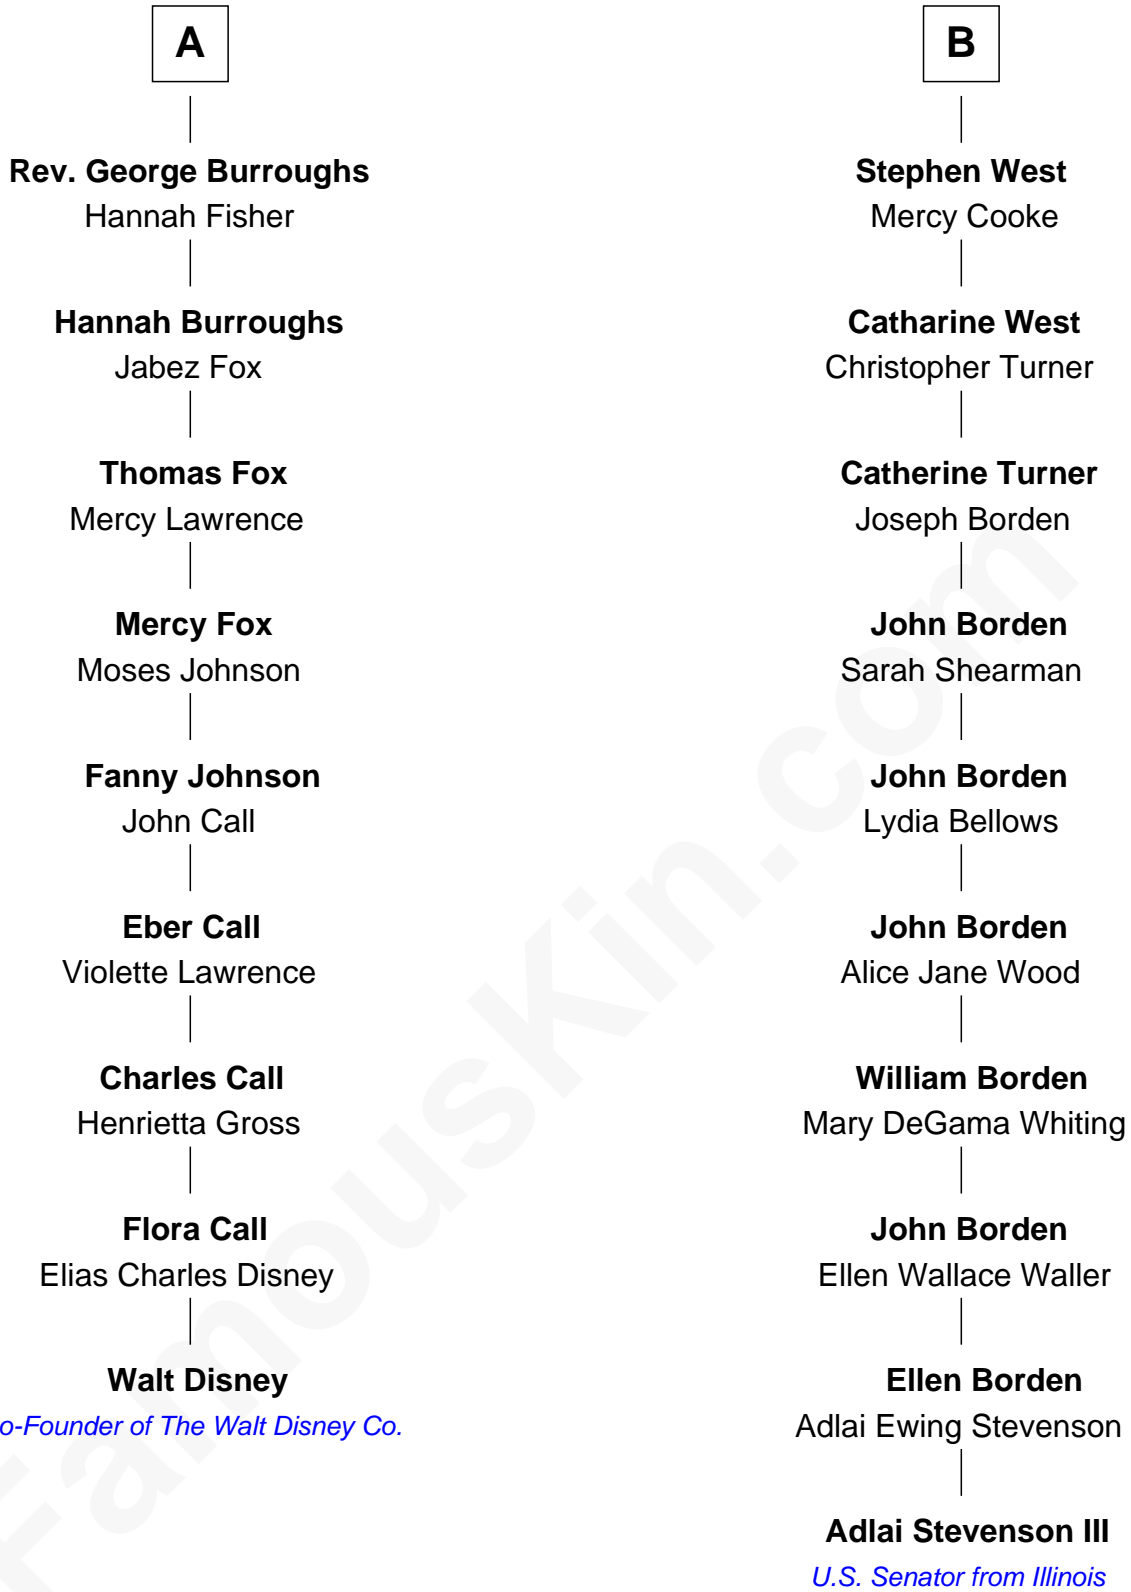 A
Rev. George Burroughs
Hannah Fisher
Hannah Burroughs
Jabez Fox
Thomas Fox
Mercy Lawrence
Mercy Fox
Moses Johnson
Fanny Johnson
John Call
Eber Call
Violette Lawrence
Charles Call
Henrietta Gross
Flora Call
Elias Charles Disney
Walt Disney
o-Founder of The Walt Disney Co.
B
Stephen West
Mercy Cooke
Catharine West
Christopher Turner
Catherine Turner
Joseph Borden
John Borden
Sarah Shearman
John Borden
Lydia Bellows
John Borden
Alice Jane Wood
William Borden
Mary DeGama Whiting
John Borden
Ellen Wallace Waller
Ellen Borden
Adlai Ewing Stevenson
Adlai Stevenson III
U.S. Senator from Illinois
FamousKin.com